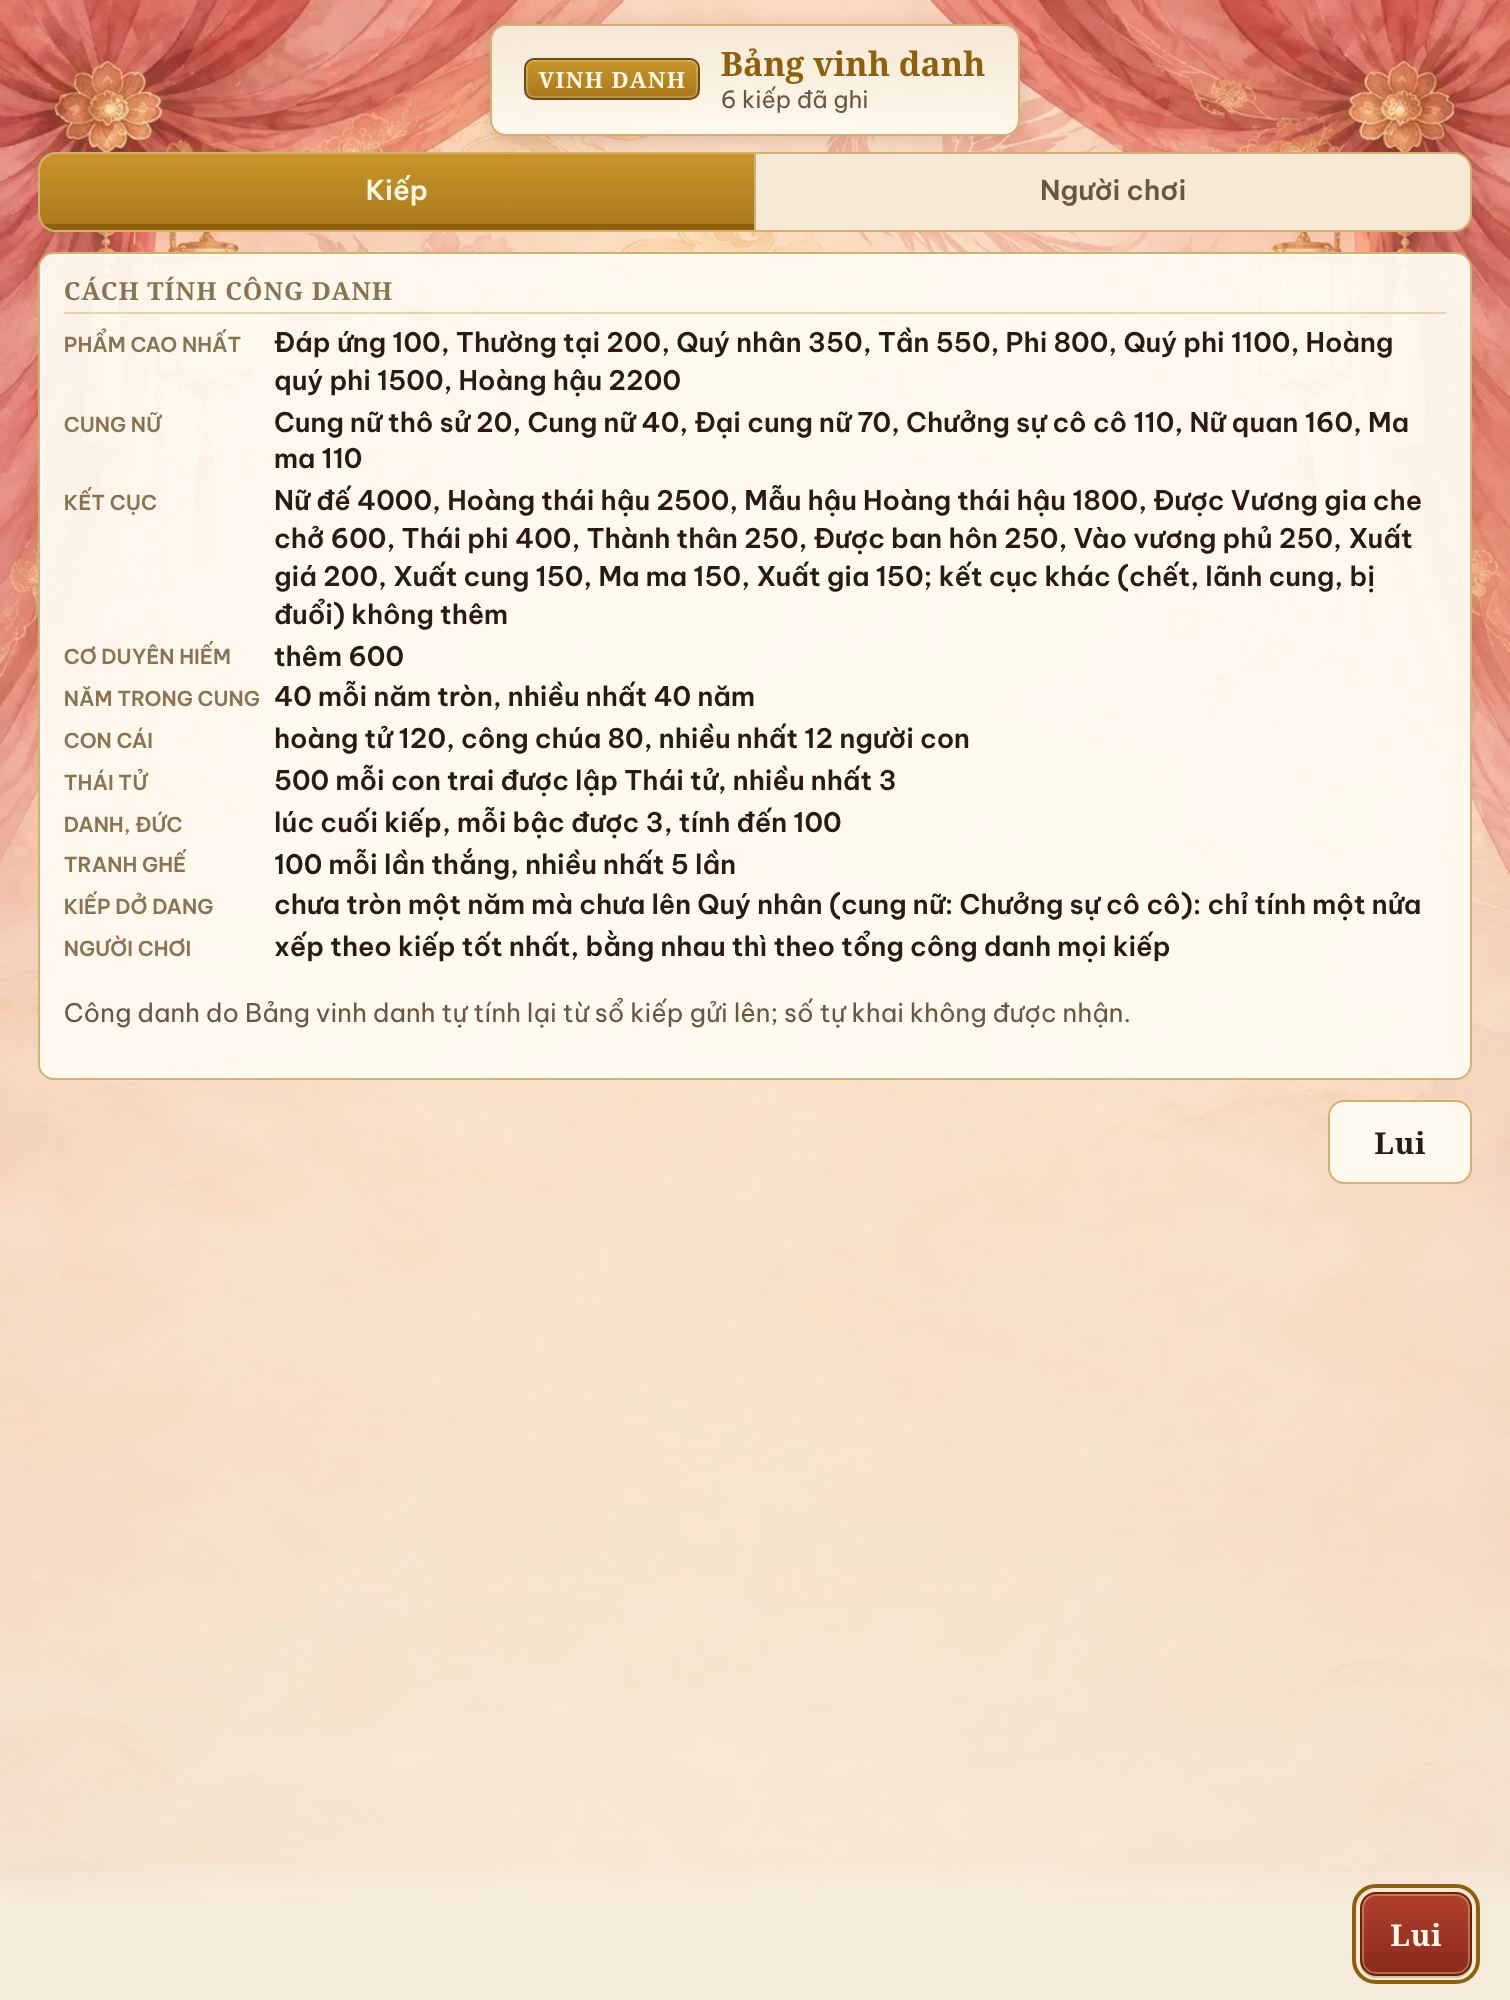 VINH DANH
Bảng vinh danh
6 kiếp đã ghi
Kiếp
Người chơi
CÁCH TÍNH CÔNG DANH
PHẨM CAO NHẤT
Đáp ứng 100, Thường tại 200, Quý nhân 350, Tần 550, Phi 800, Quý phi 1100, Hoàng
quý phi 1500, Hoàng hậu 2200
CUNG NỮ
Cung nữ thô sử 20, Cung nữ 40, Đại cung nữ 70, Chưởng sự cô cô 110, Nữ quan 160, Ma
ma 110
KẾT CỤC
Nữ đế 4000, Hoàng thái hậu 2500, Mẫu hậu Hoàng thái hậu 1800, Được Vương gia che
chở 600, Thái phi 400, Thành thân 250, Được ban hôn 250, Vào vương phủ 250, Xuất
giá 200, Xuất cung 150, Ma ma 150, Xuất gia 150; kết cục khác (chết, lãnh cung, bị
đuổi) không thêm
CƠ DUYÊN HIẾM
thêm 600
NĂM TRONG CUNG
40 mỗi năm tròn, nhiều nhất 40 năm
CON CÁI
hoàng tử 120, công chúa 80, nhiều nhất 12 người con
THÁI TỬ
500 mỗi con trai được lập Thái tử, nhiều nhất 3
DANH, ĐỨC
lúc cuối kiếp, mỗi bậc được 3, tính đến 100
TRANH GHẾ
100 mỗi lần thắng, nhiều nhất 5 lần
KIẾP DỞ DANG
chưa tròn một năm mà chưa lên Quý nhân (cung nữ: Chưởng sự cô cô): chỉ tính một nửa
NGƯỜI CHƠI
xếp theo kiếp tốt nhất, bằng nhau thì theo tổng công danh mọi kiếp
Công danh do Bảng vinh danh tự tính lại từ sổ kiếp gửi lên; số tự khai không được nhận.
Lui
Lui